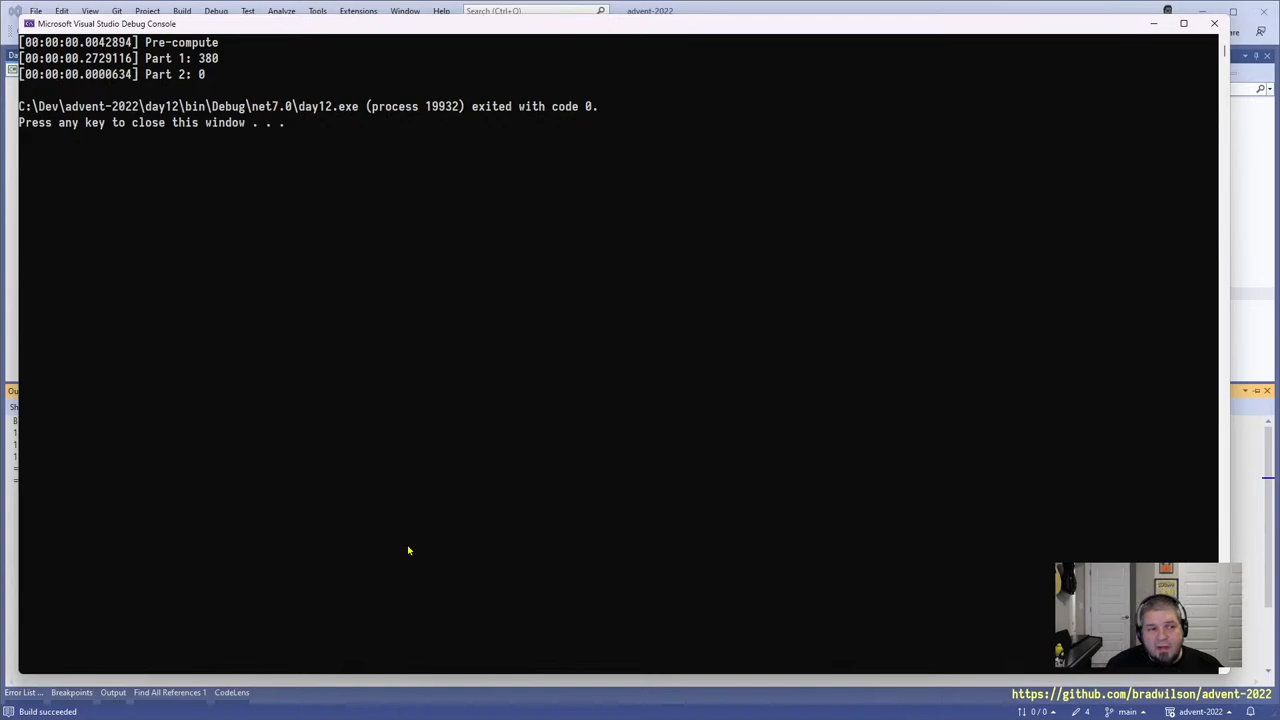 File Edit View Git Project Build Debug Test Analyze Tools Extensions Window Help Search (Ctrl+Q) advent-2022
Microsoft Visual Studio Debug Console
[00:00:00.0042894] Pre-compute
[00:00:00.2729116] Part 1: 380
[00:00:00.0000634] Part 2: 0
C:\Dev\advent-2022\day12\bin\Debug\net7.0\day12.exe (process 19932) exited with code 0.
Press any key to close this window . . .
Error List ... Breakpoints Output Find All References 1 CodeLens
https://github.com/bradwilson/advent-2022
Build succeeded 0 / 0 4 main advent-2022